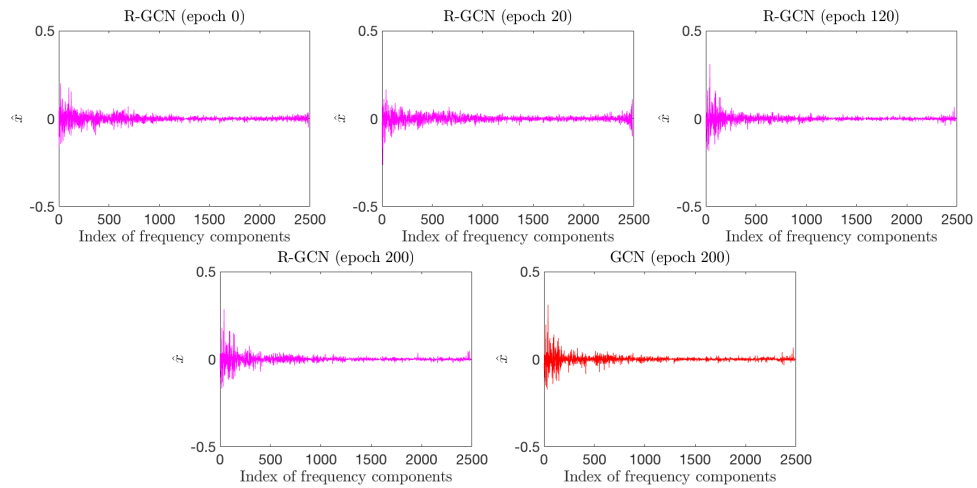 R-GCN (epoch 0)
R-GCN (epoch 20)
R-GCN (epoch 120)
0.5
0
-0.5
x̂
0 500 1000 1500 2000 2500
Index of frequency components
0.5
0
-0.5
x̂
0 500 1000 1500 2000 2500
Index of frequency components
0.5
0
-0.5
x̂
0 500 1000 1500 2000 2500
Index of frequency components
R-GCN (epoch 200)
GCN (epoch 200)
0.5
0
-0.5
x̂
0 500 1000 1500 2000 2500
Index of frequency components
0.5
0
-0.5
x̂
0 500 1000 1500 2000 2500
Index of frequency components